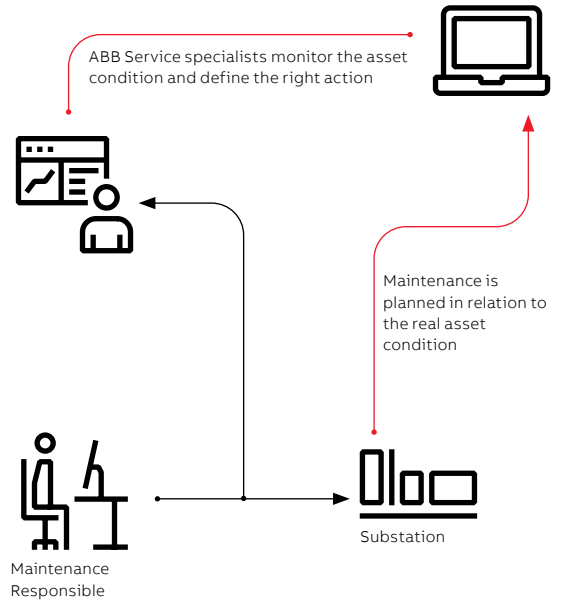 ABB Service specialists monitor the asset
condition and define the right action
Maintenance is
planned in relation to
the real asset
condition
Substation
Maintenance
Responsible